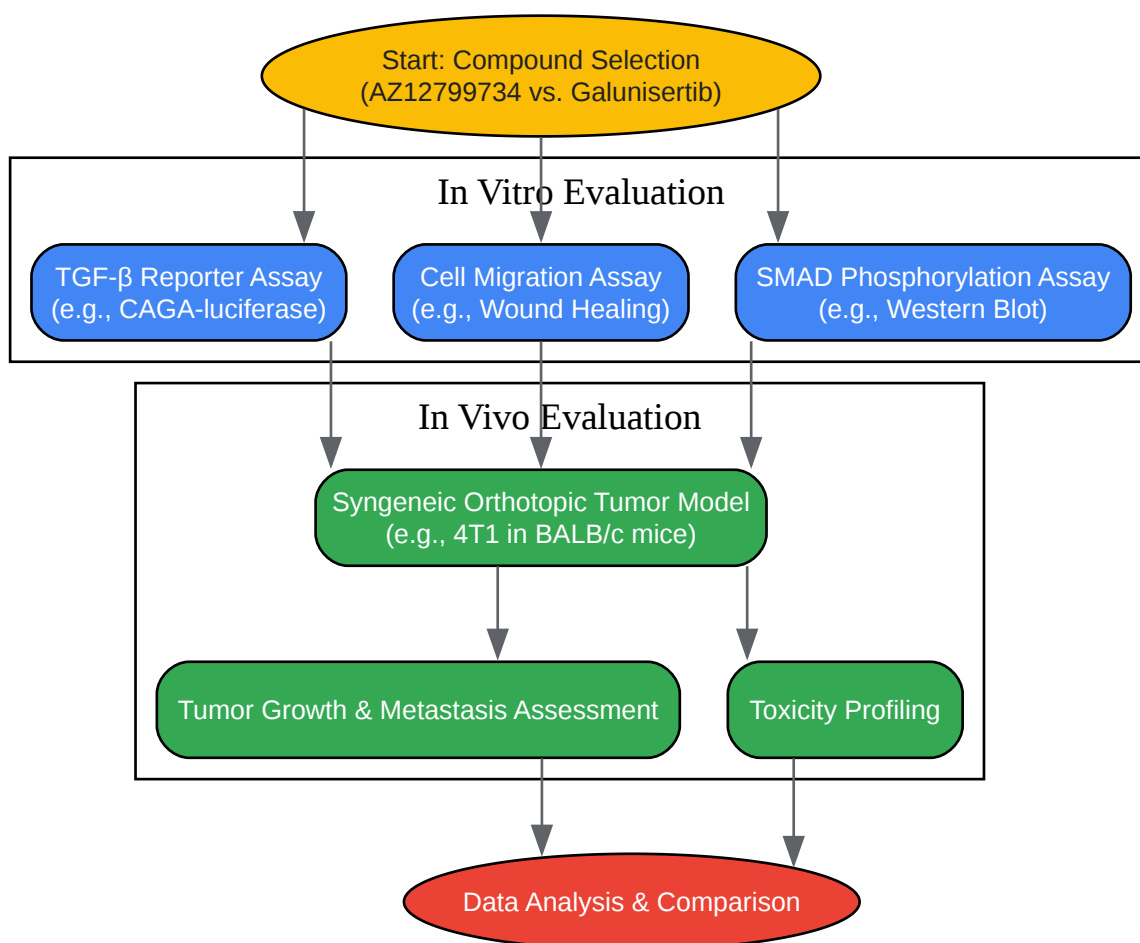 Start: Compound Selection
(AZ12799734 vs. Galunisertib)
In Vitro Evaluation
TGF-β Reporter Assay
(e.g., CAGA-luciferase)
Cell Migration Assay
(e.g., Wound Healing)
SMAD Phosphorylation Assay
(e.g., Western Blot)
In Vivo Evaluation
Syngeneic Orthotopic Tumor Model
(e.g., 4T1 in BALB/c mice)
Tumor Growth & Metastasis Assessment
Toxicity Profiling
Data Analysis & Comparison